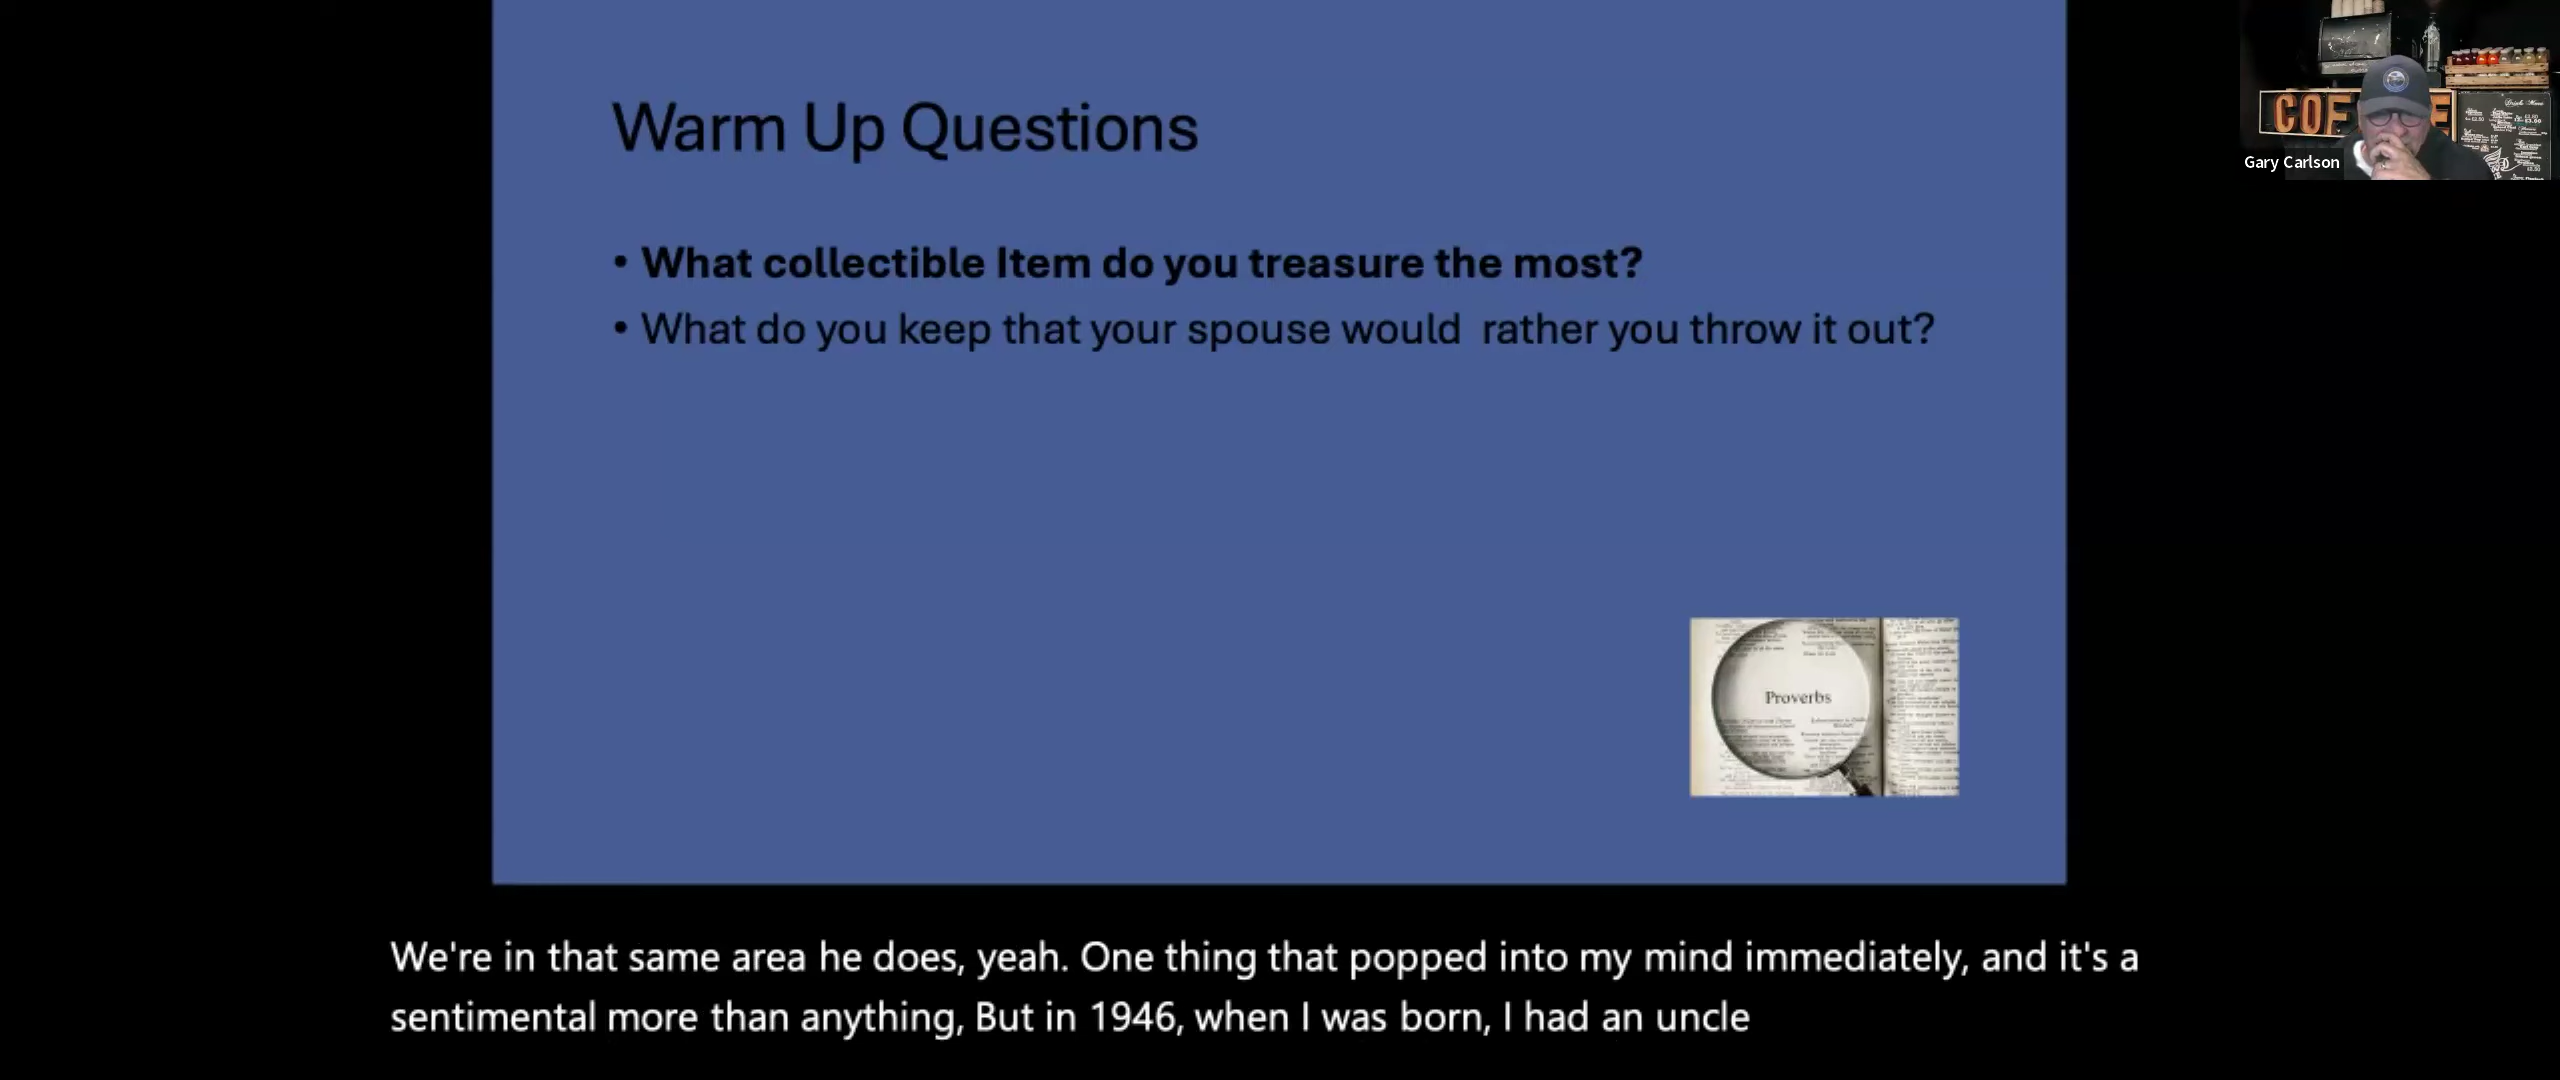 Warm Up Questions
• What collectible Item do you treasure the most?
• What do you keep that your spouse would rather you throw it out?
COF
E
Gary Carlson
Proverbs
We're in that same area he does, yeah. One thing that popped into my mind immediately, and it's a
sentimental more than anything, But in 1946, when I was born, I had an uncle